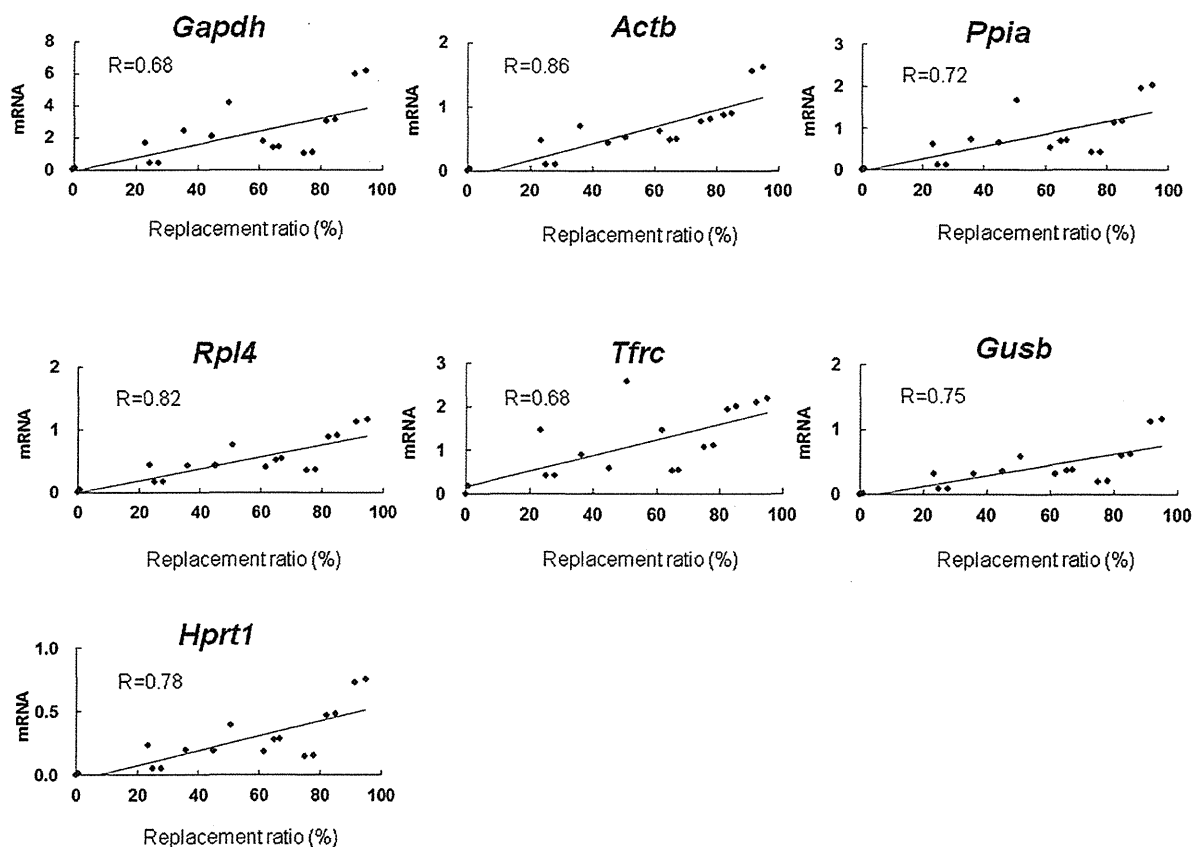 Gapdh
R=0.68
mRNA
8
6
4
2
0
0 20 40 60 80 100
Replacement ratio (%)
Actb
R=0.86
mRNA
2
1
0
0 20 40 60 80 100
Replacement ratio (%)
Ppia
R=0.72
mRNA
3
2
1
0
0 20 40 60 80 100
Replacement ratio (%)
Rpl4
R=0.82
mRNA
2
1
0
0 20 40 60 80 100
Replacement ratio (%)
Tfrc
R=0.68
mRNA
3
2
1
0
0 20 40 60 80 100
Replacement ratio (%)
Gusb
R=0.75
mRNA
2
1
0
0 20 40 60 80 100
Replacement ratio (%)
Hprt1
R=0.78
mRNA
1.0
0.5
0.0
0 20 40 60 80 100
Replacement ratio (%)